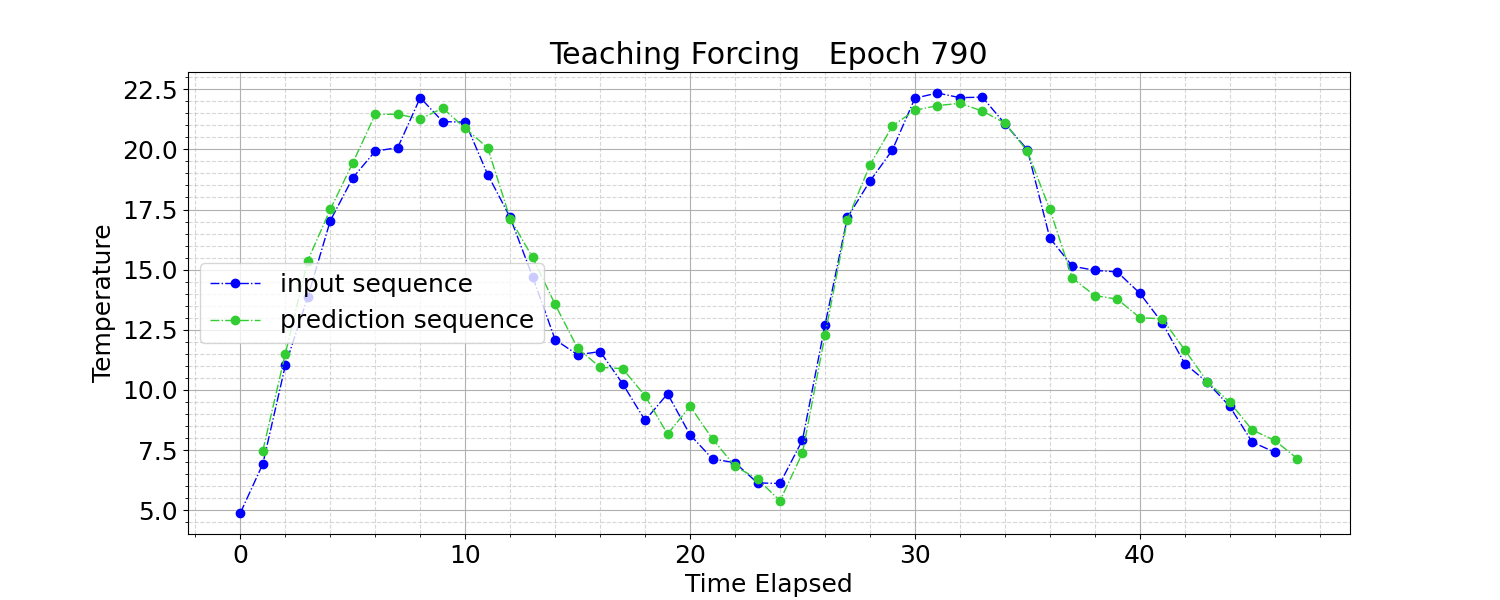 Teaching Forcing   Epoch 790
22.5
20.0
17.5
15.0
12.5
10.0
7.5
5.0
Temperature
input sequence
prediction sequence
0 10 20 30 40
Time Elapsed